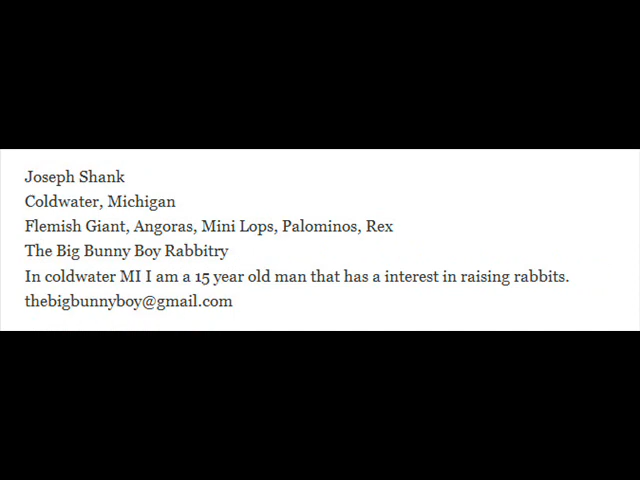 Joseph Shank
Coldwater, Michigan
Flemish Giant, Angoras, Mini Lops, Palominos, Rex
The Big Bunny Boy Rabbitry
In coldwater MI I am a 15 year old man that has a interest in raising rabbits.
thebigbunnyboy@gmail.com